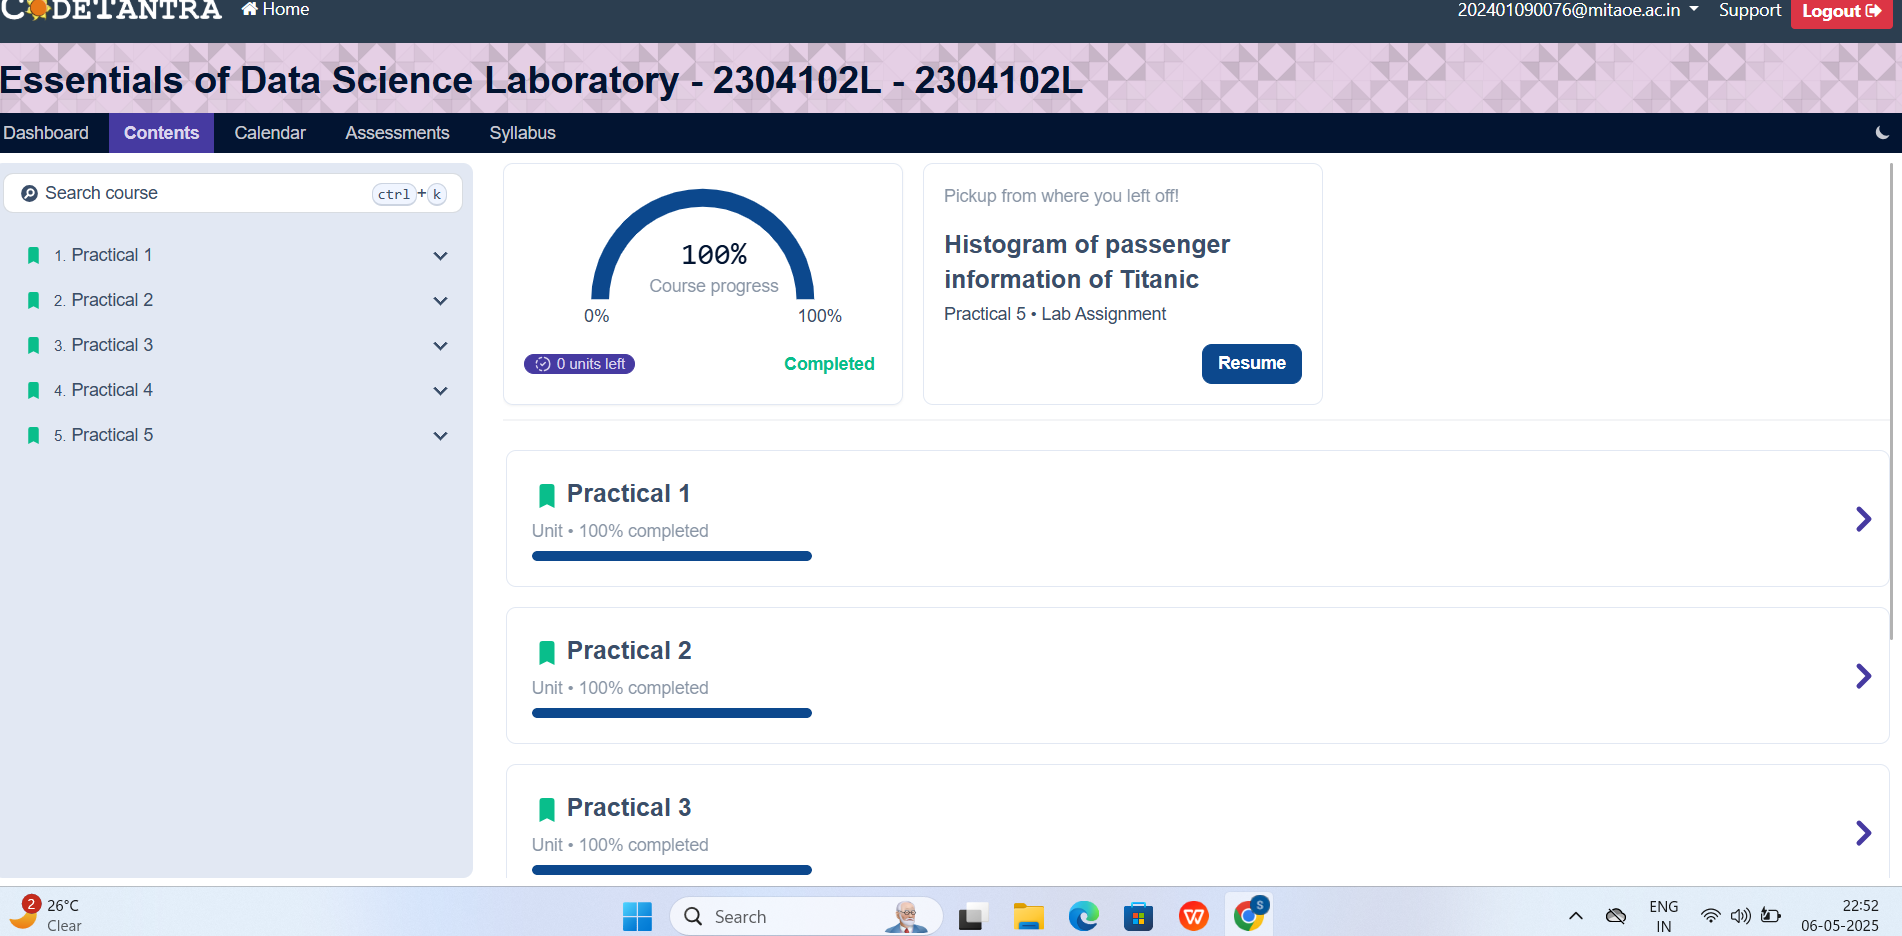 CODETANTRA
Home
202401090076@mitaoe.ac.in
Support
Logout
Essentials of Data Science Laboratory - 2304102L - 2304102L
Dashboard
Contents
Calendar
Assessments
Syllabus
Search course
ctrl+k
1. Practical 1
2. Practical 2
3. Practical 3
4. Practical 4
5. Practical 5
100%
Course progress
0%
100%
0 units left
Completed
Pickup from where you left off!
Histogram of passenger
information of Titanic
Practical 5 • Lab Assignment
Resume
Practical 1
Unit • 100% completed
Practical 2
Unit • 100% completed
Practical 3
Unit • 100% completed
2
26°C
Clear
Search
W
S
ENG
IN
22:52
06-05-2025